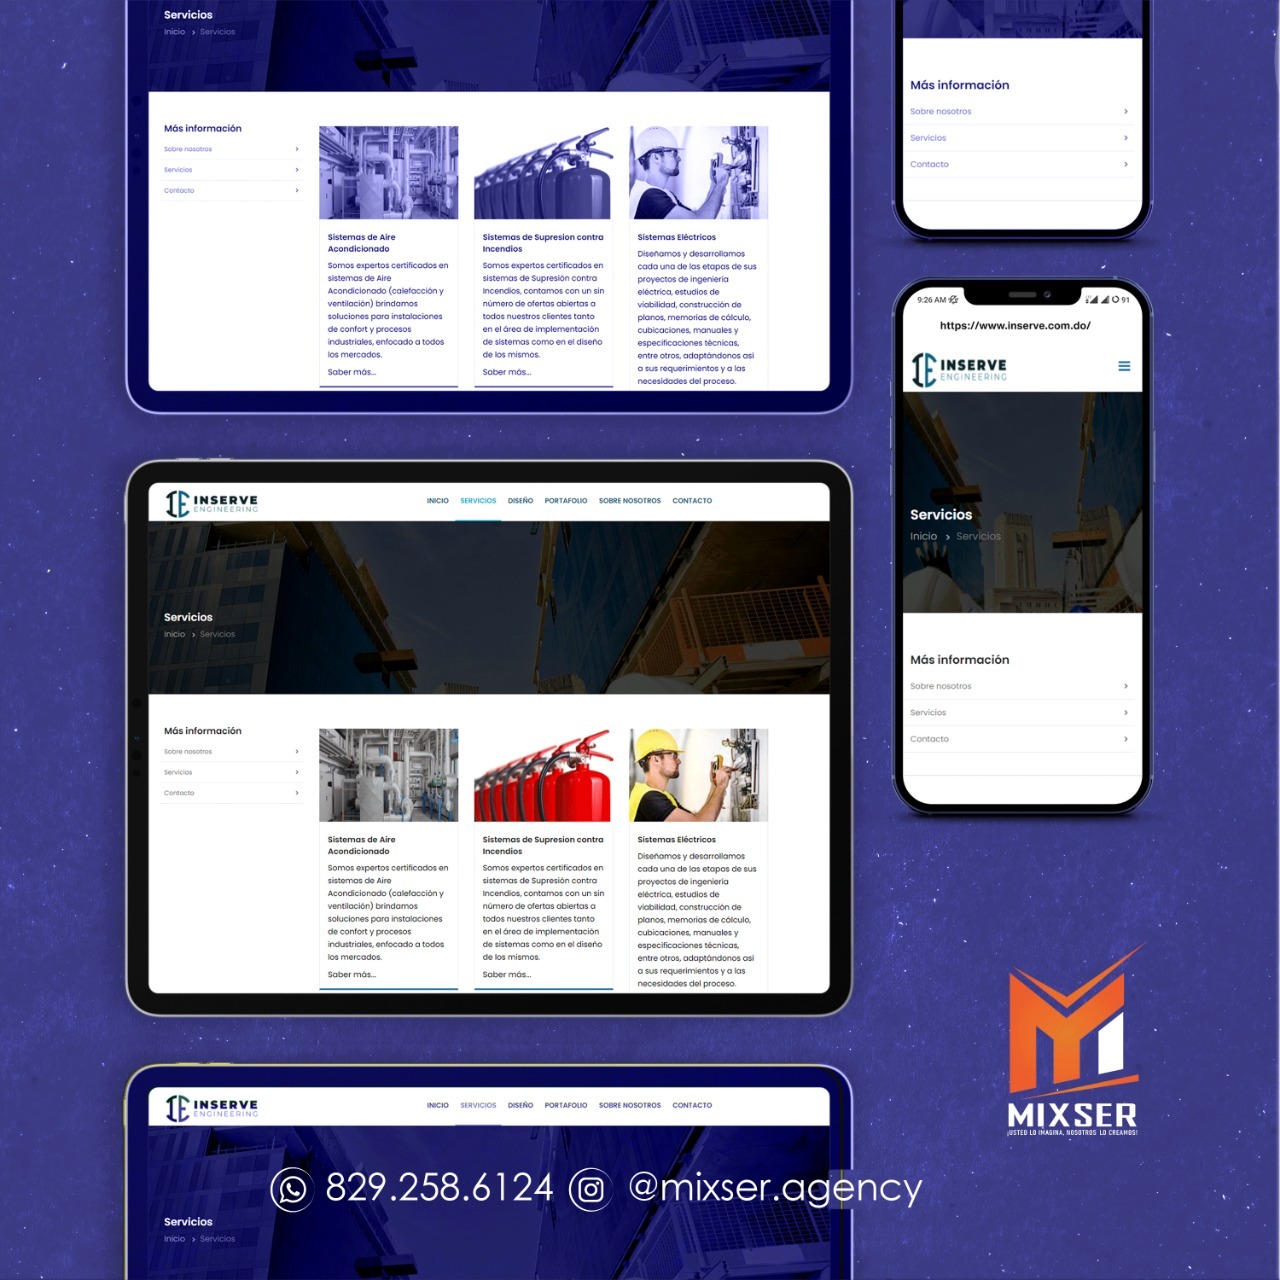 Servicios
Inicio > Servicios
Más información
Sobre nosotros >
Servicios >
Contacto >
Sistemas de Aire
Acondicionado
Somos expertos certificados en
sistemas de Aire
Acondicionado (calefacción y
ventilación) brindamos
soluciones para instalaciones
de confort y procesos
industriales, enfocado a todos
los mercados.
Saber más...
Sistemas de Supresion contra
Incendios
Somos expertos certificados en
sistemas de Supresión contra
Incendios, contamos con un sin
número de ofertas abiertas a
todos nuestros clientes tanto
en el área de implementación
de sistemas como en el diseño
de los mismos.
Saber más...
Sistemas Eléctricos
Diseñamos y desarrollamos
cada una de las etapas de sus
proyectos de ingeniería
eléctrica, estudios de
viabilidad, construcción de
planos, memorias de cálculo,
cubicaciones, manuales y
especificaciones técnicas,
entre otros, adaptándonos asi
a sus requerimientos y a las
necesidades del proceso.
Más información
Sobre nosotros >
Servicios >
Contacto >
9:26 AM 91
https://www.inserve.com.do/
IE INSERVE
ENGINEERING
Servicios
Inicio > Servicios
Más información
Sobre nosotros >
Servicios >
Contacto >
IE INSERVE
ENGINEERING
INICIO SERVICIOS DISEÑO PORTAFOLIO SOBRE NOSOTROS CONTACTO
Servicios
Inicio > Servicios
Más información
Sobre nosotros >
Servicios >
Contacto >
Sistemas de Aire
Acondicionado
Somos expertos certificados en
sistemas de Aire
Acondicionado (calefacción y
ventilación) brindamos
soluciones para instalaciones
de confort y procesos
industriales, enfocado a todos
los mercados.
Saber más...
Sistemas de Supresion contra
Incendios
Somos expertos certificados en
sistemas de Supresión contra
Incendios, contamos con un sin
número de ofertas abiertas a
todos nuestros clientes tanto
en el área de implementación
de sistemas como en el diseño
de los mismos.
Saber más...
Sistemas Eléctricos
Diseñamos y desarrollamos
cada una de las etapas de sus
proyectos de ingeniería
eléctrica, estudios de
viabilidad, construcción de
planos, memorias de cálculo,
cubicaciones, manuales y
especificaciones técnicas,
entre otros, adaptándonos asi
a sus requerimientos y a las
necesidades del proceso.
MIXSER
¡USTED LO IMAGINA, NOSOTROS LO CREAMOS!
IE INSERVE
ENGINEERING
INICIO SERVICIOS DISEÑO PORTAFOLIO SOBRE NOSOTROS CONTACTO
829.258.6124 @mixser.agency
Servicios
Inicio > Servicios